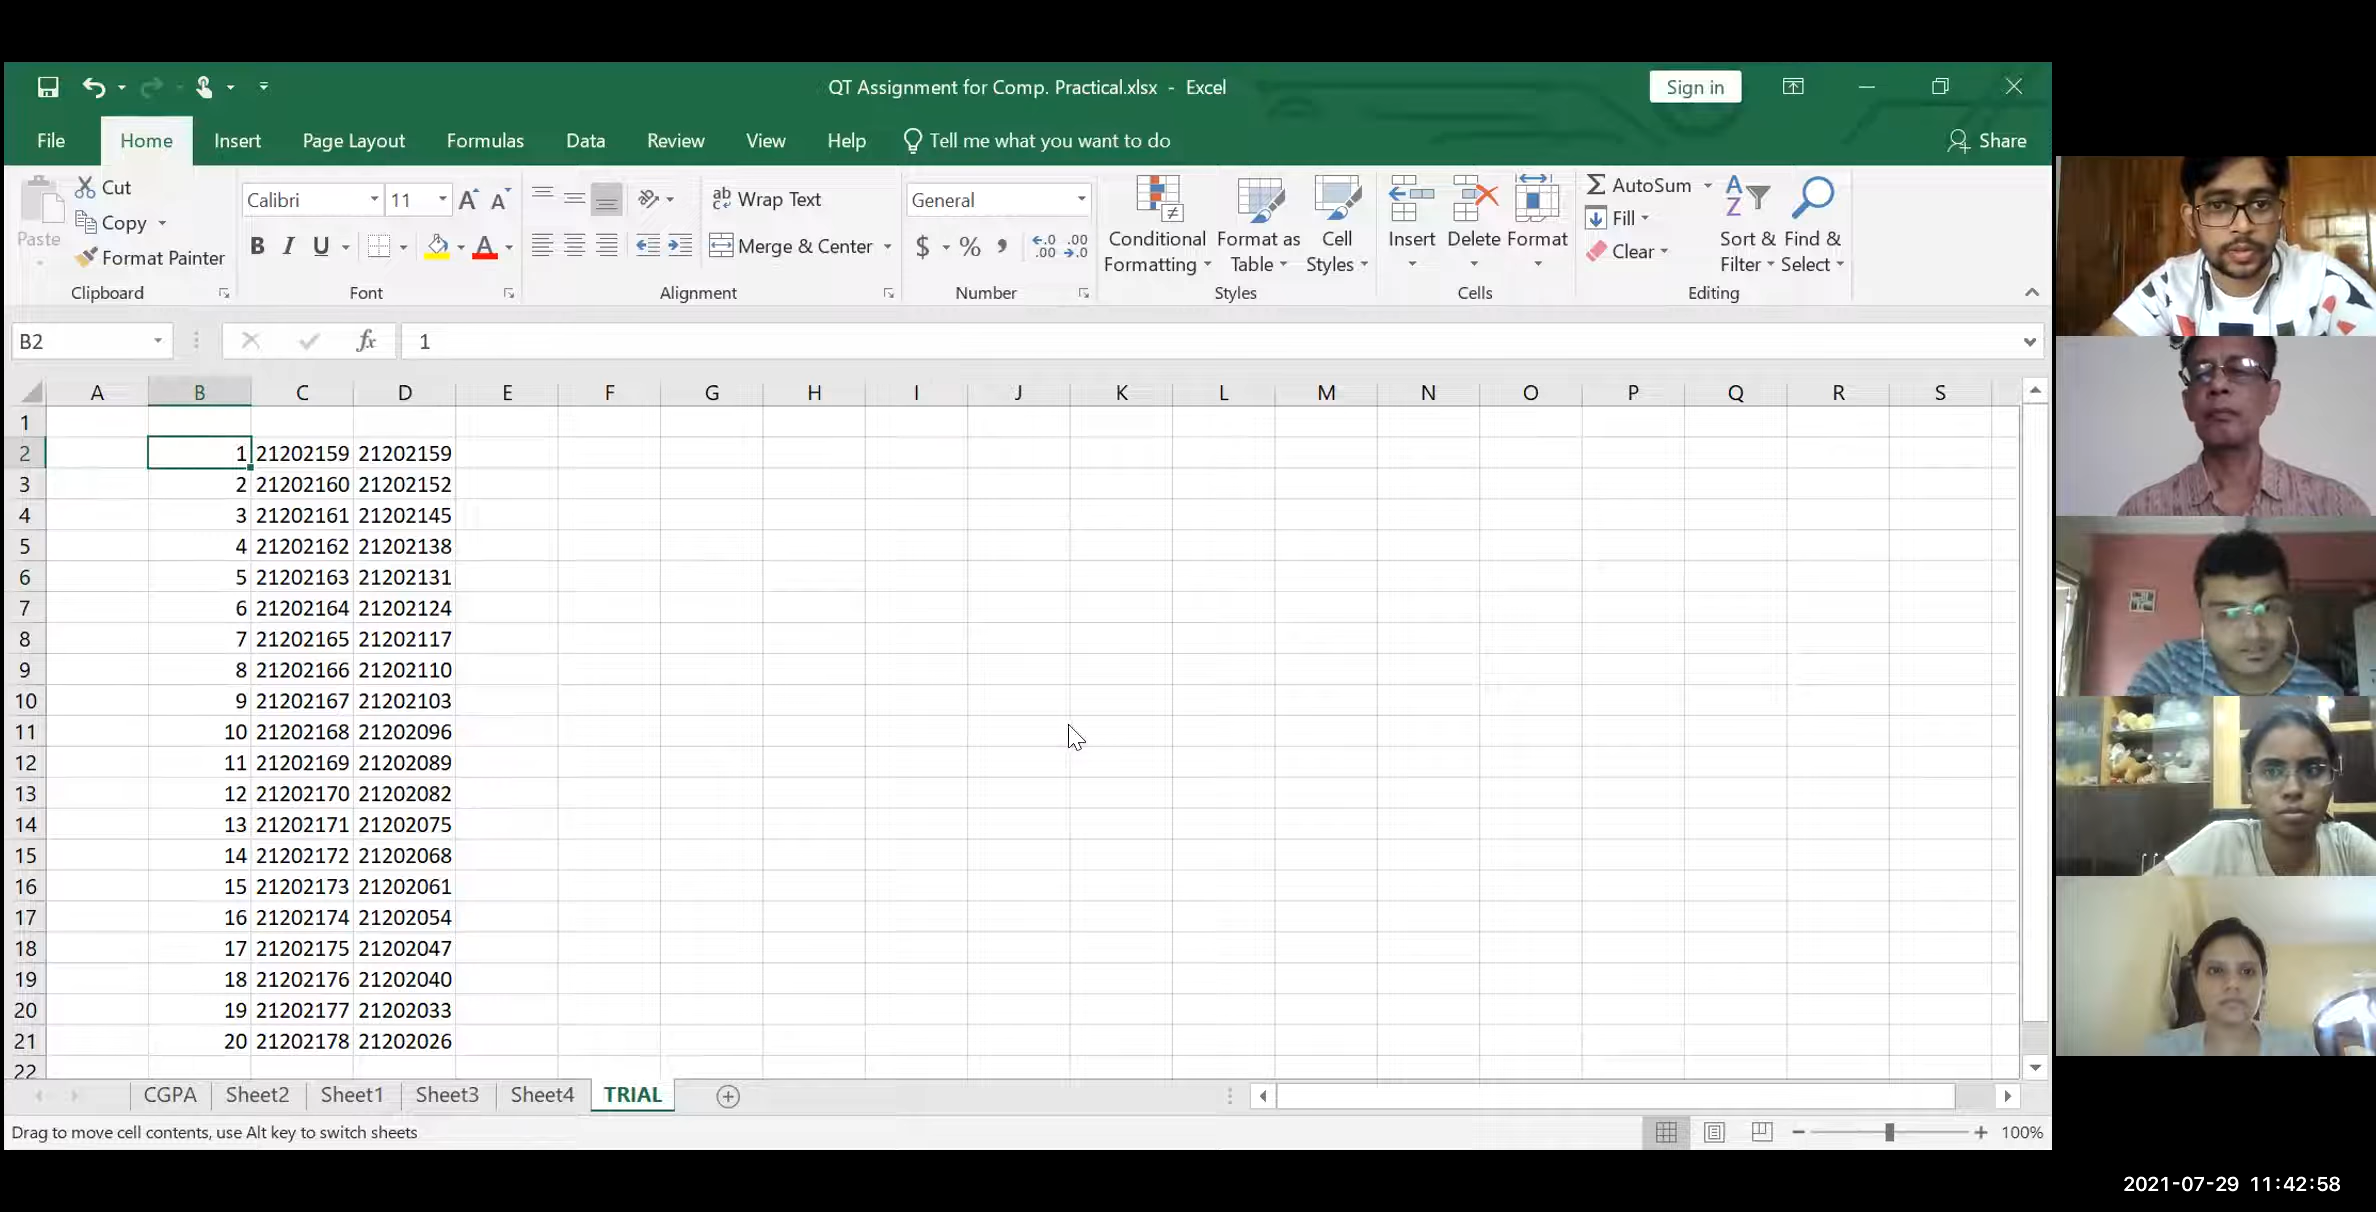 QT Assignment for Comp. Practical.xlsx - Excel
Sign in
File Home Insert Page Layout Formulas Data Review View Help Tell me what you want to do Share
Paste
Cut
Copy
Format Painter
Clipboard
Calibri 11
B I U
Font
Wrap Text
Merge & Center
Alignment
General
$ % ,
Number
Conditional Formatting
Format as Table
Cell Styles
Styles
Insert Delete Format
Cells
AutoSum
Fill
Clear
Sort & Filter
Find & Select
Editing
B2 fx 1
A B C D E F G H I J K L M N O P Q R S
1
2 1 21202159 21202159
3 2 21202160 21202152
4 3 21202161 21202145
5 4 21202162 21202138
6 5 21202163 21202131
7 6 21202164 21202124
8 7 21202165 21202117
9 8 21202166 21202110
10 9 21202167 21202103
11 10 21202168 21202096
12 11 21202169 21202089
13 12 21202170 21202082
14 13 21202171 21202075
15 14 21202172 21202068
16 15 21202173 21202061
17 16 21202174 21202054
18 17 21202175 21202047
19 18 21202176 21202040
20 19 21202177 21202033
21 20 21202178 21202026
22
CGPA Sheet2 Sheet1 Sheet3 Sheet4 TRIAL
Drag to move cell contents, use Alt key to switch sheets
100%
2021-07-29 11:42:58